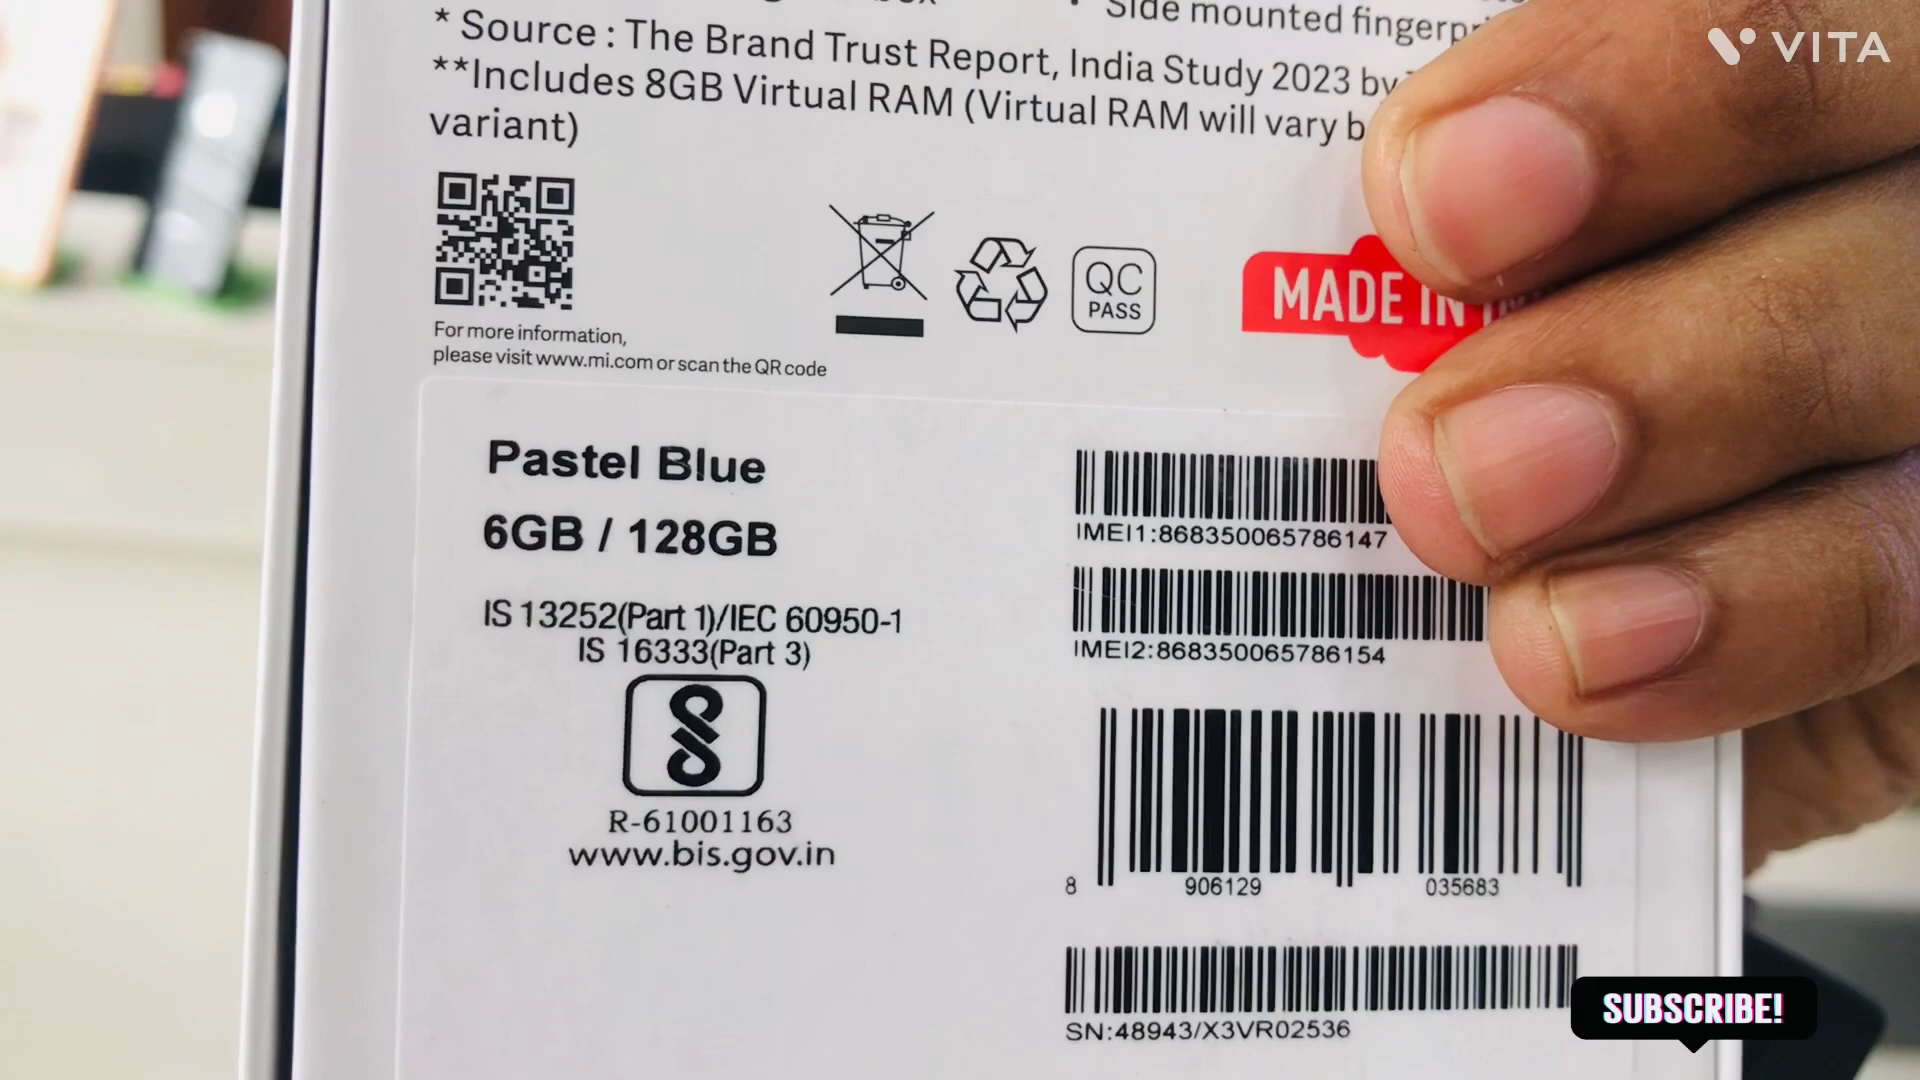 Side mounted
* Source : The Brand Trust Report, India Study 2023 by
**Includes 8GB Virtual RAM (Virtual RAM will vary
variant)
VITA
QC
PASS
MADE IN
For more information,
please visit www.mi.com or scan the QR code
Pastel Blue
6GB / 128GB
IS 13252(Part 1)/IEC 60950-1
IS 16333(Part 3)
R-61001163
www.bis.gov.in
IMEI1:868350065786147
IMEI2:868350065786154
8 906129 035683
SN:48943/X3VR02536
SUBSCRIBE!